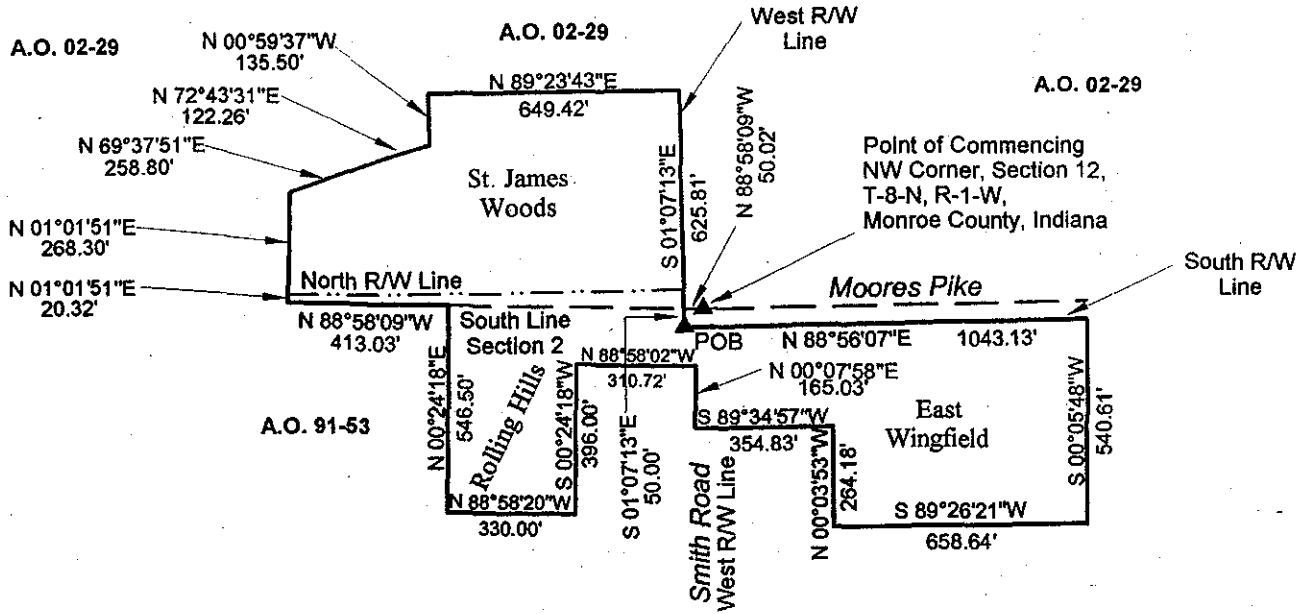 A.O. 02-29
N 00°59'37"W
135.50'
A.O. 02-29
West R/W
Line
A.O. 02-29
N 72°43'31"E
122.26'
N 89°23'43"E
649.42'
N 69°37'51"E
258.80'
St. James
Woods
S 01°07'13"E
625.81'
N 88°58'09"W
50.02'
Point of Commencing
NW Corner, Section 12,
T-8-N, R-1-W,
Monroe County, Indiana
N 01°01'51"E
268.30'
N 01°01'51"E
20.32'
North R/W Line
Moores Pike
South R/W
Line
N 88°58'09"W
413.03'
South Line
Section 2
POB
N 88°56'07"E
1043.13'
N 88°58'02"W
310.72'
N 00°07'58"E
165.03'
A.O. 91-53
N 00°24'18"E
546.50'
Rolling Hills
S 00°24'18"W
396.00'
S 01°07'13"E
50.00'
S 89°34'57"W
354.83'
East
Wingfield
S 00°05'48"W
540.61'
N 88°58'20"W
330.00'
Smith Road
West R/W Line
N 00°03'53"W
264.18'
S 89°26'21"W
658.64'